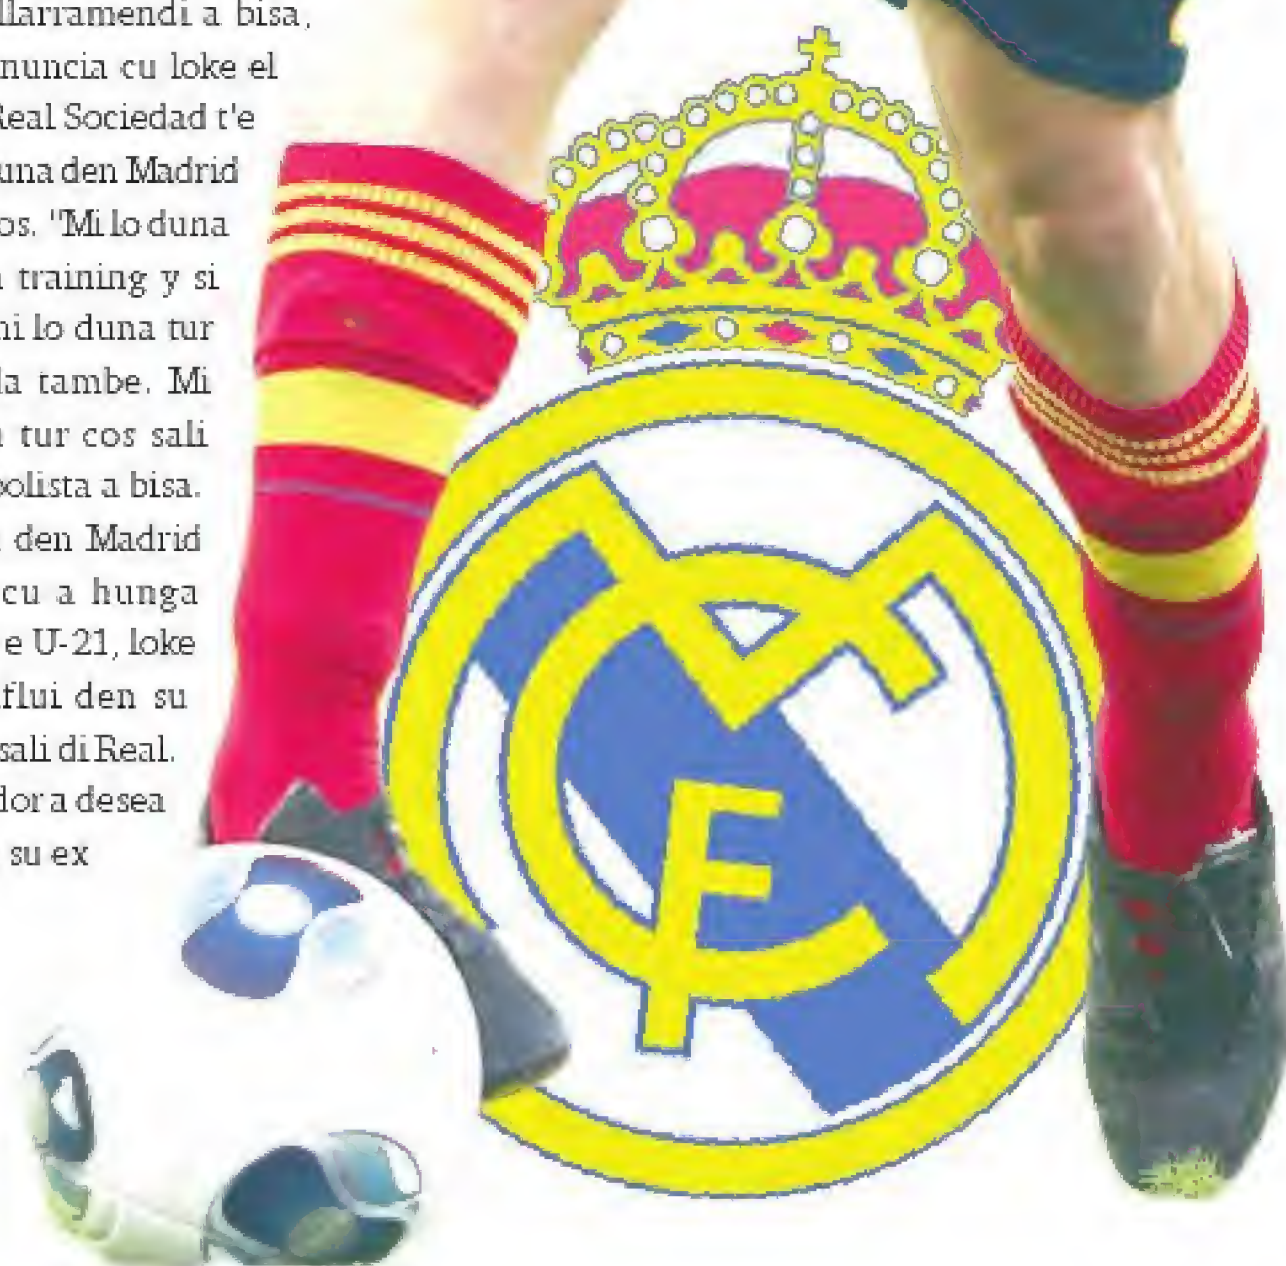 llarramendi a bisa,
nuncia cu loke el
Real Sociedad t'e
una den Madrid
os. "Mi lo duna
training y si
ni lo duna tur
la tambe. Mi
tur cos sali
bolista a bisa.
den Madrid
cu a hunga
e U-21, loke
flui den su
sali di Real.
dor a desea
su ex